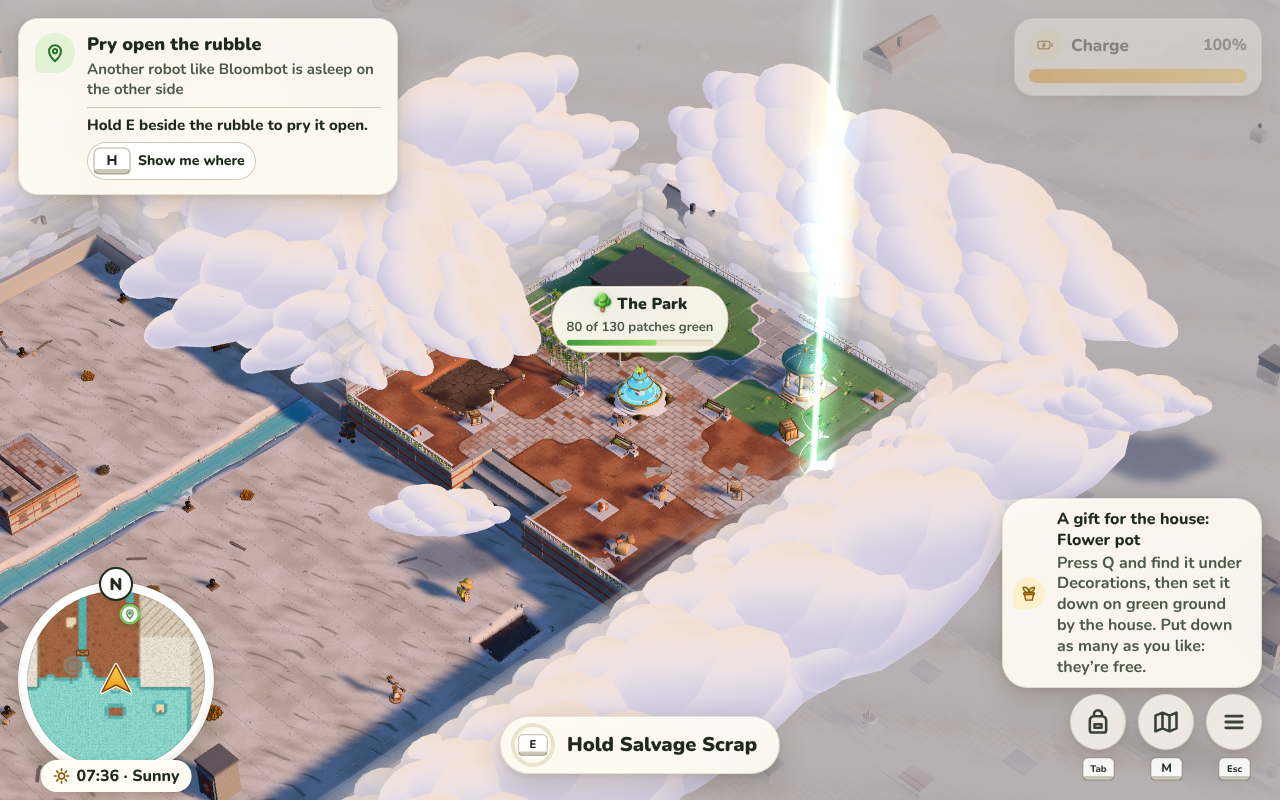 Pry open the rubble
Another robot like Bloombot is asleep on
the other side
Hold E beside the rubble to pry it open.
H Show me where
Charge 100%
The Park
80 of 130 patches green
A gift for the house:
Flower pot
Press Q and find it under
Decorations, then set it
down on green ground
by the house. Put down
as many as you like:
they’re free.
N
07:36 · Sunny
E Hold Salvage Scrap
Tab
M
Esc